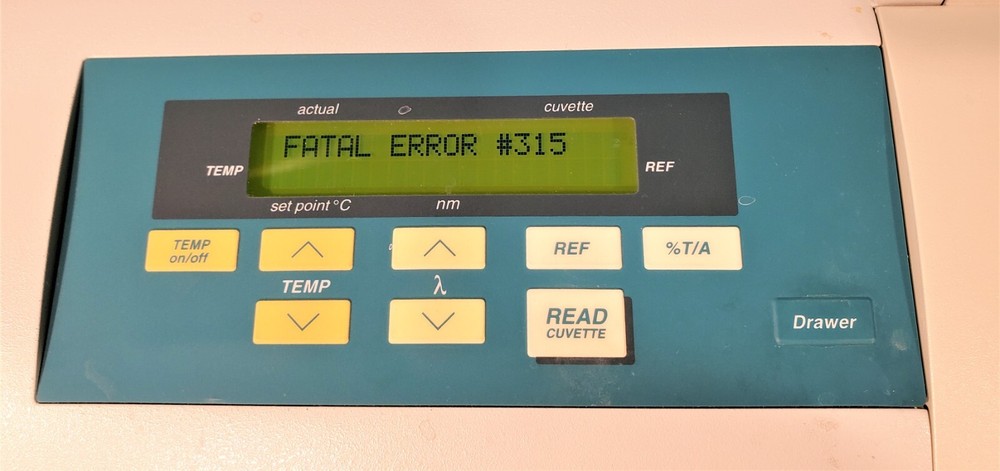 actual
cuvette
FATAL ERROR #315
TEMP
REF
set point °C
nm
TEMP
on/off
REF
%T/A
TEMP
λ
READ
CUVETTE
Drawer